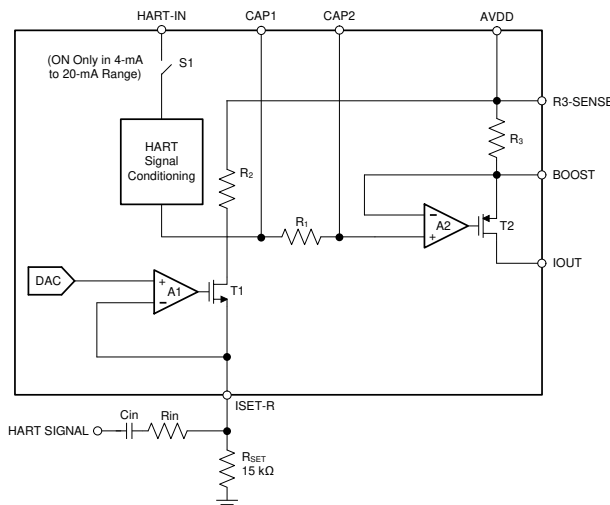 HART-IN
CAP1
CAP2
AVDD
(ON Only in 4-mA
to 20-mA Range)
S1
R3-SENSE
HART
Signal
Conditioning
R2
R3
BOOST
R1
A2
T2
IOUT
DAC
A1
T1
ISET-R
HART SIGNAL
Cin
Rin
RSET
15 kΩ